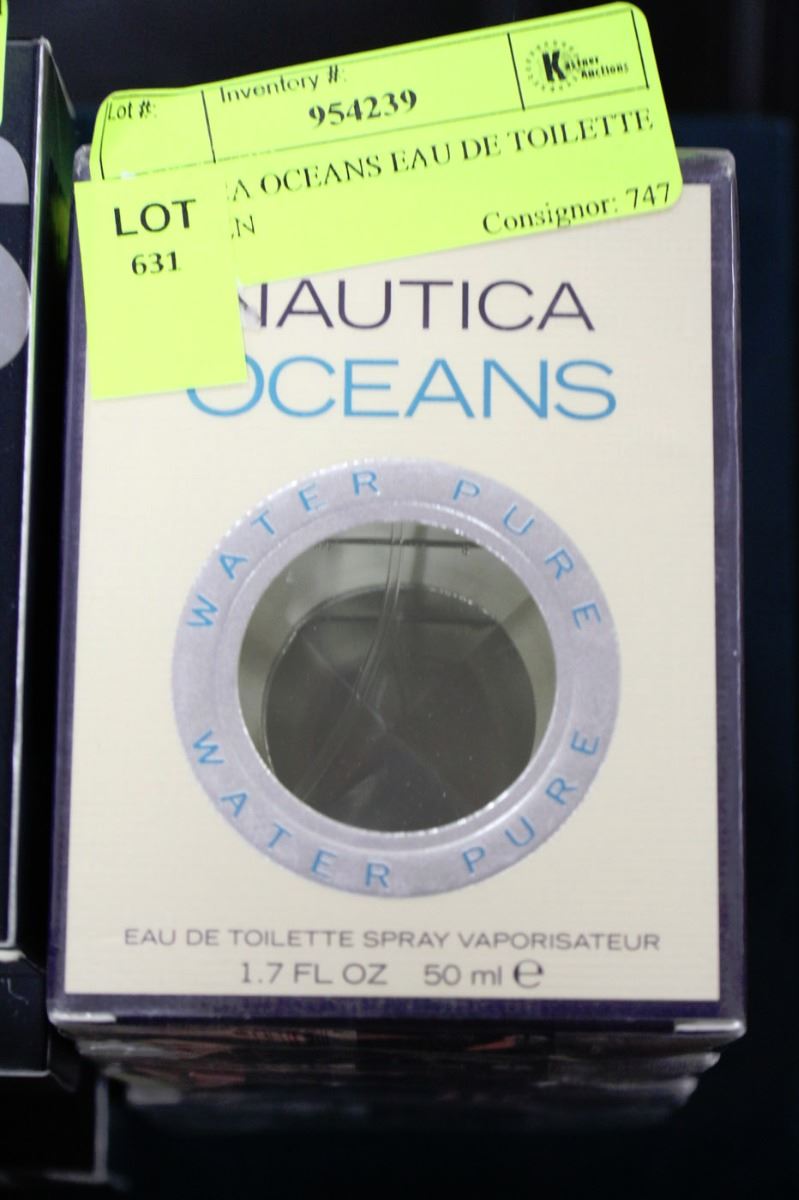 Lot #:
Inventory #:
954239
Kastner
Auctions
A OCEANS EAU DE TOILETTE
EN
Consignor: 747
LOT
631
NAUTICA
OCEANS
WATER PURE
WATER PURE
EAU DE TOILETTE SPRAY VAPORISATEUR
1.7 FL OZ 50 ml ℮